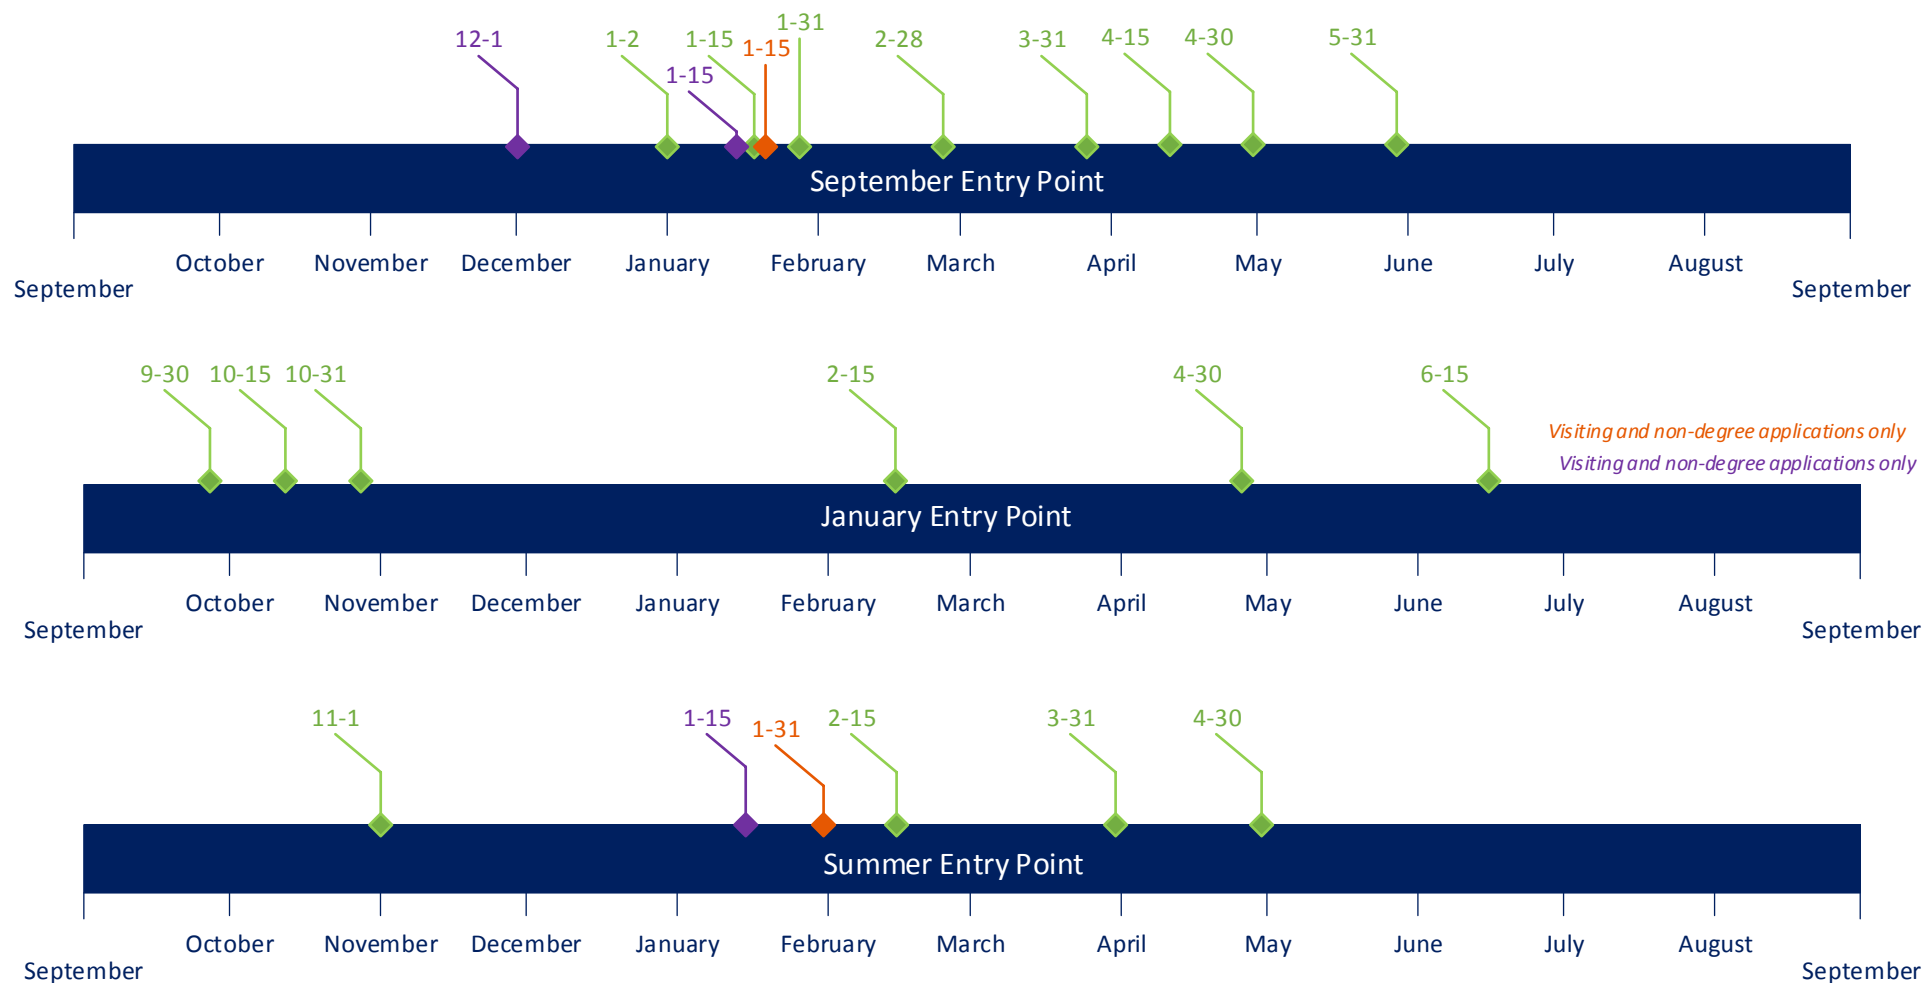 1-31
12-1 1-2 1-15 1-15 2-28 3-31 4-15 4-30 5-31
1-15
September Entry Point
October November December January February March April May June July August
September September
9-30 10-15 10-31 2-15 4-30 6-15
Visiting and non-degree applications only
Visiting and non-degree applications only
January Entry Point
October November December January February March April May June July August
September September
11-1 1-15 1-31 2-15 3-31 4-30
Summer Entry Point
October November December January February March April May June July August
September September